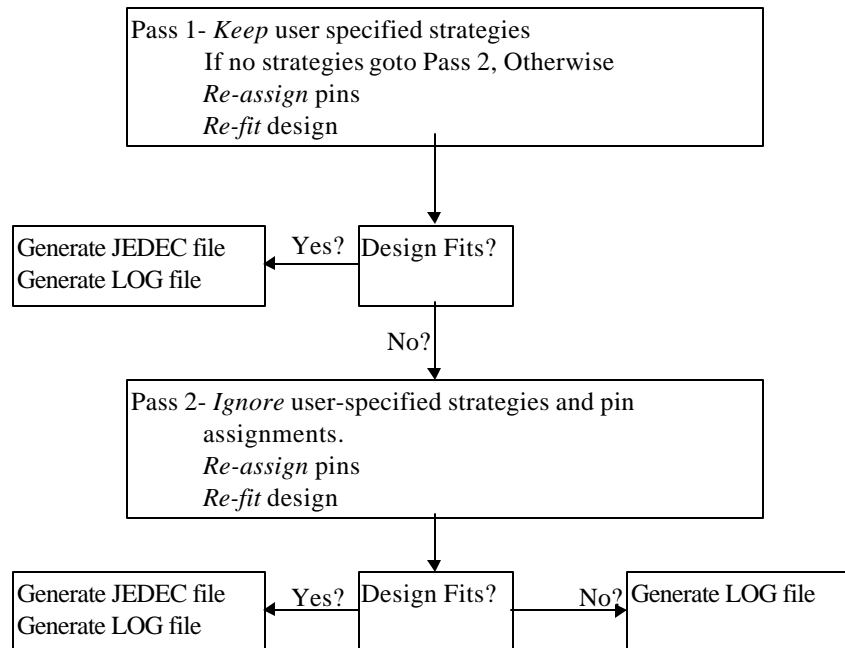 Pass 1- Keep user specified strategies
If no strategies goto Pass 2, Otherwise
Re-assign pins
Re-fit design
Generate JEDEC file
Generate LOG file
Yes?
Design Fits?
No?
Pass 2- Ignore user-specified strategies and pin
assignments.
Re-assign pins
Re-fit design
Generate JEDEC file
Generate LOG file
Yes?
Design Fits?
No?
Generate LOG file